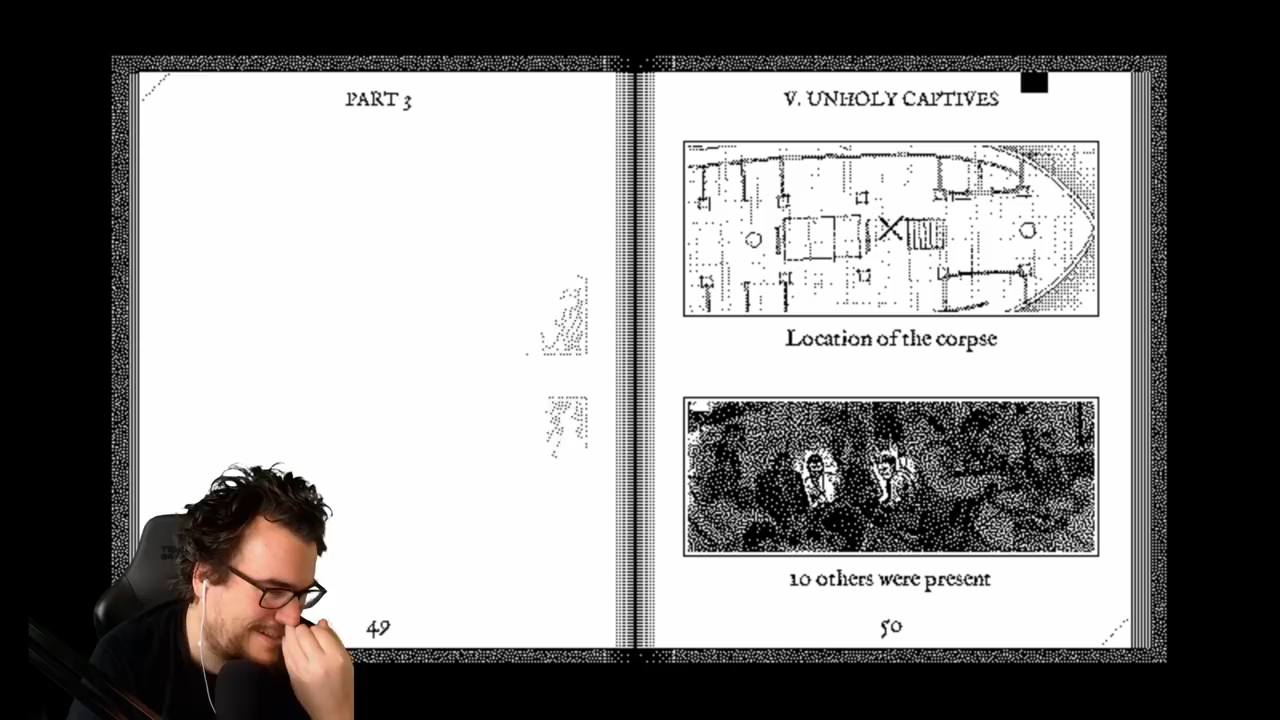 PART 3
49
V. UNHOLY CAPTIVES
Location of the corpse
10 others were present
50